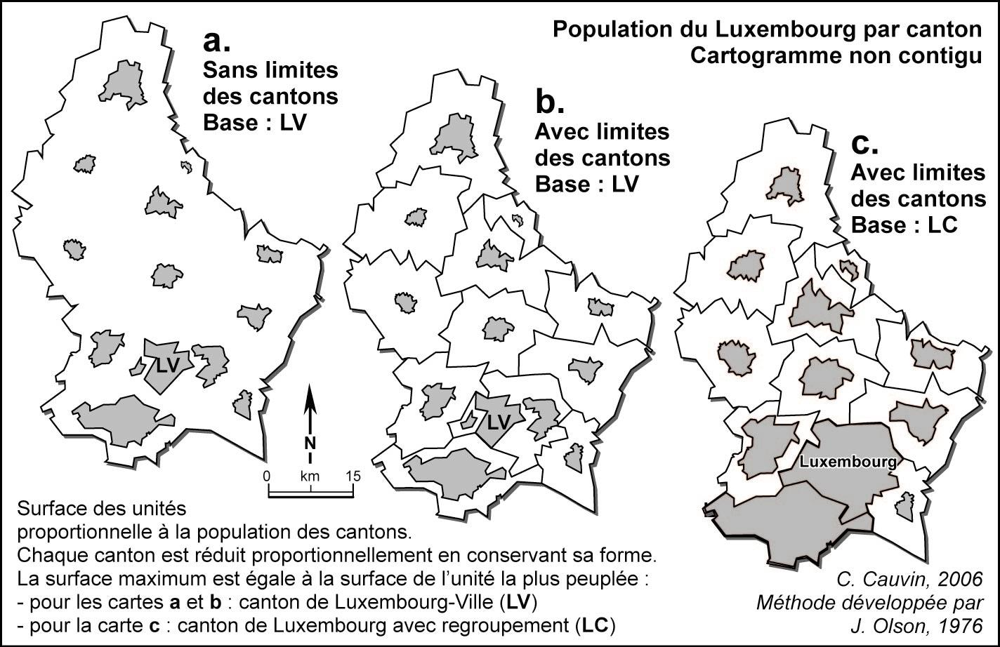 Population du Luxembourg par canton
Cartogramme non contigu
a.
Sans limites
des cantons
Base : LV
b.
Avec limites
des cantons
Base : LV
c.
Avec limites
des cantons
Base : LC
LV
LV
Luxembourg
N
0 km 15
Surface des unités
proportionnelle à la population des cantons.
Chaque canton est réduit proportionnellement en conservant sa forme.
La surface maximum est égale à la surface de l’unité la plus peuplée :
- pour les cartes a et b : canton de Luxembourg-Ville (LV)
- pour la carte c : canton de Luxembourg avec regroupement (LC)
C. Cauvin, 2006
Méthode développée par
J. Olson, 1976